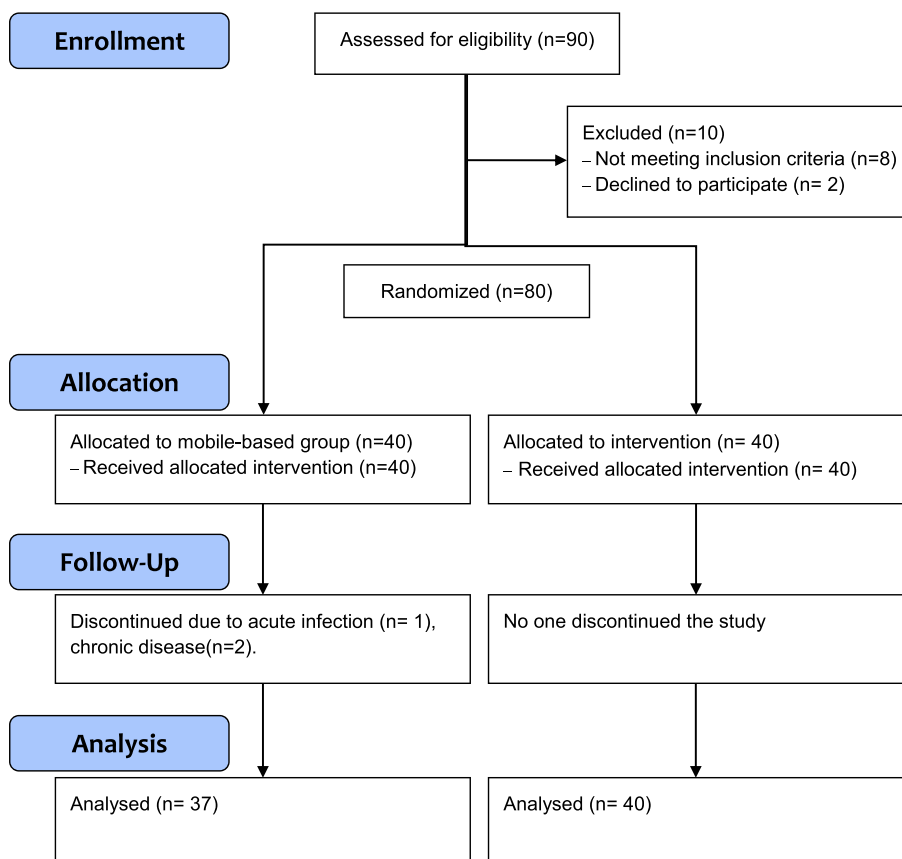 Enrollment
Assessed for eligibility (n=90)
Excluded (n=10)
– Not meeting inclusion criteria (n=8)
– Declined to participate (n= 2)
Randomized (n=80)
Allocation
Allocated to mobile-based group (n=40)
– Received allocated intervention (n=40)
Allocated to intervention (n= 40)
– Received allocated intervention (n= 40)
Follow-Up
Discontinued due to acute infection (n= 1),
chronic disease(n=2).
No one discontinued the study
Analysis
Analysed (n= 37)
Analysed (n= 40)